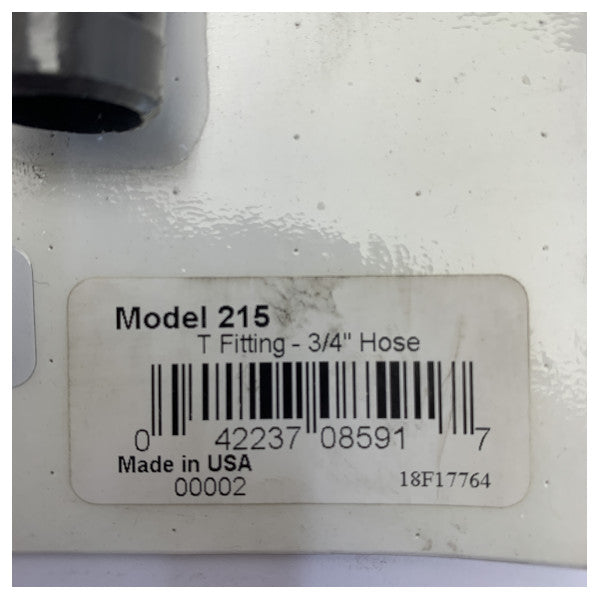 Model 215
T Fitting - 3/4" Hose
0 42237 08591 7
Made in USA
00002 18F17764